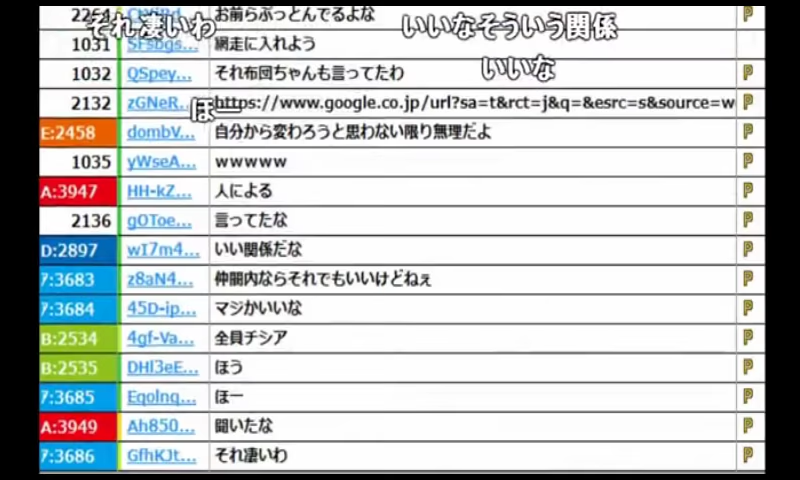 それ凄いわ
いいなそういう関係
いいな
ほー
2264 お前らぶっとんでるよな P
1031 SFsbgs... 網走に入れよう
1032 QSpey... それ布団ちゃんも言ってたわ P
2132 zGNeR... https://www.google.co.jp/url?sa=t&rct=j&q=&esrc=s&source=w P
E:2458 dombV... 自分から変わろうと思わない限り無理だよ P
1035 yWseA... wwwww P
A:3947 HH-kZ... 人による P
2136 gOToe... 言ってたな P
D:2897 wI7m4... いい関係だな P
7:3683 z8aN4... 仲間内ならそれでもいいけどねぇ P
7:3684 45D-ip... マジかいいな P
B:2534 4gf-Va... 全員チシア P
B:2535 DHl3eE... ほう P
7:3685 Eqolnq... ほー P
A:3949 Ah850... 聞いたな P
7:3686 GfhKJt... それ凄いわ P